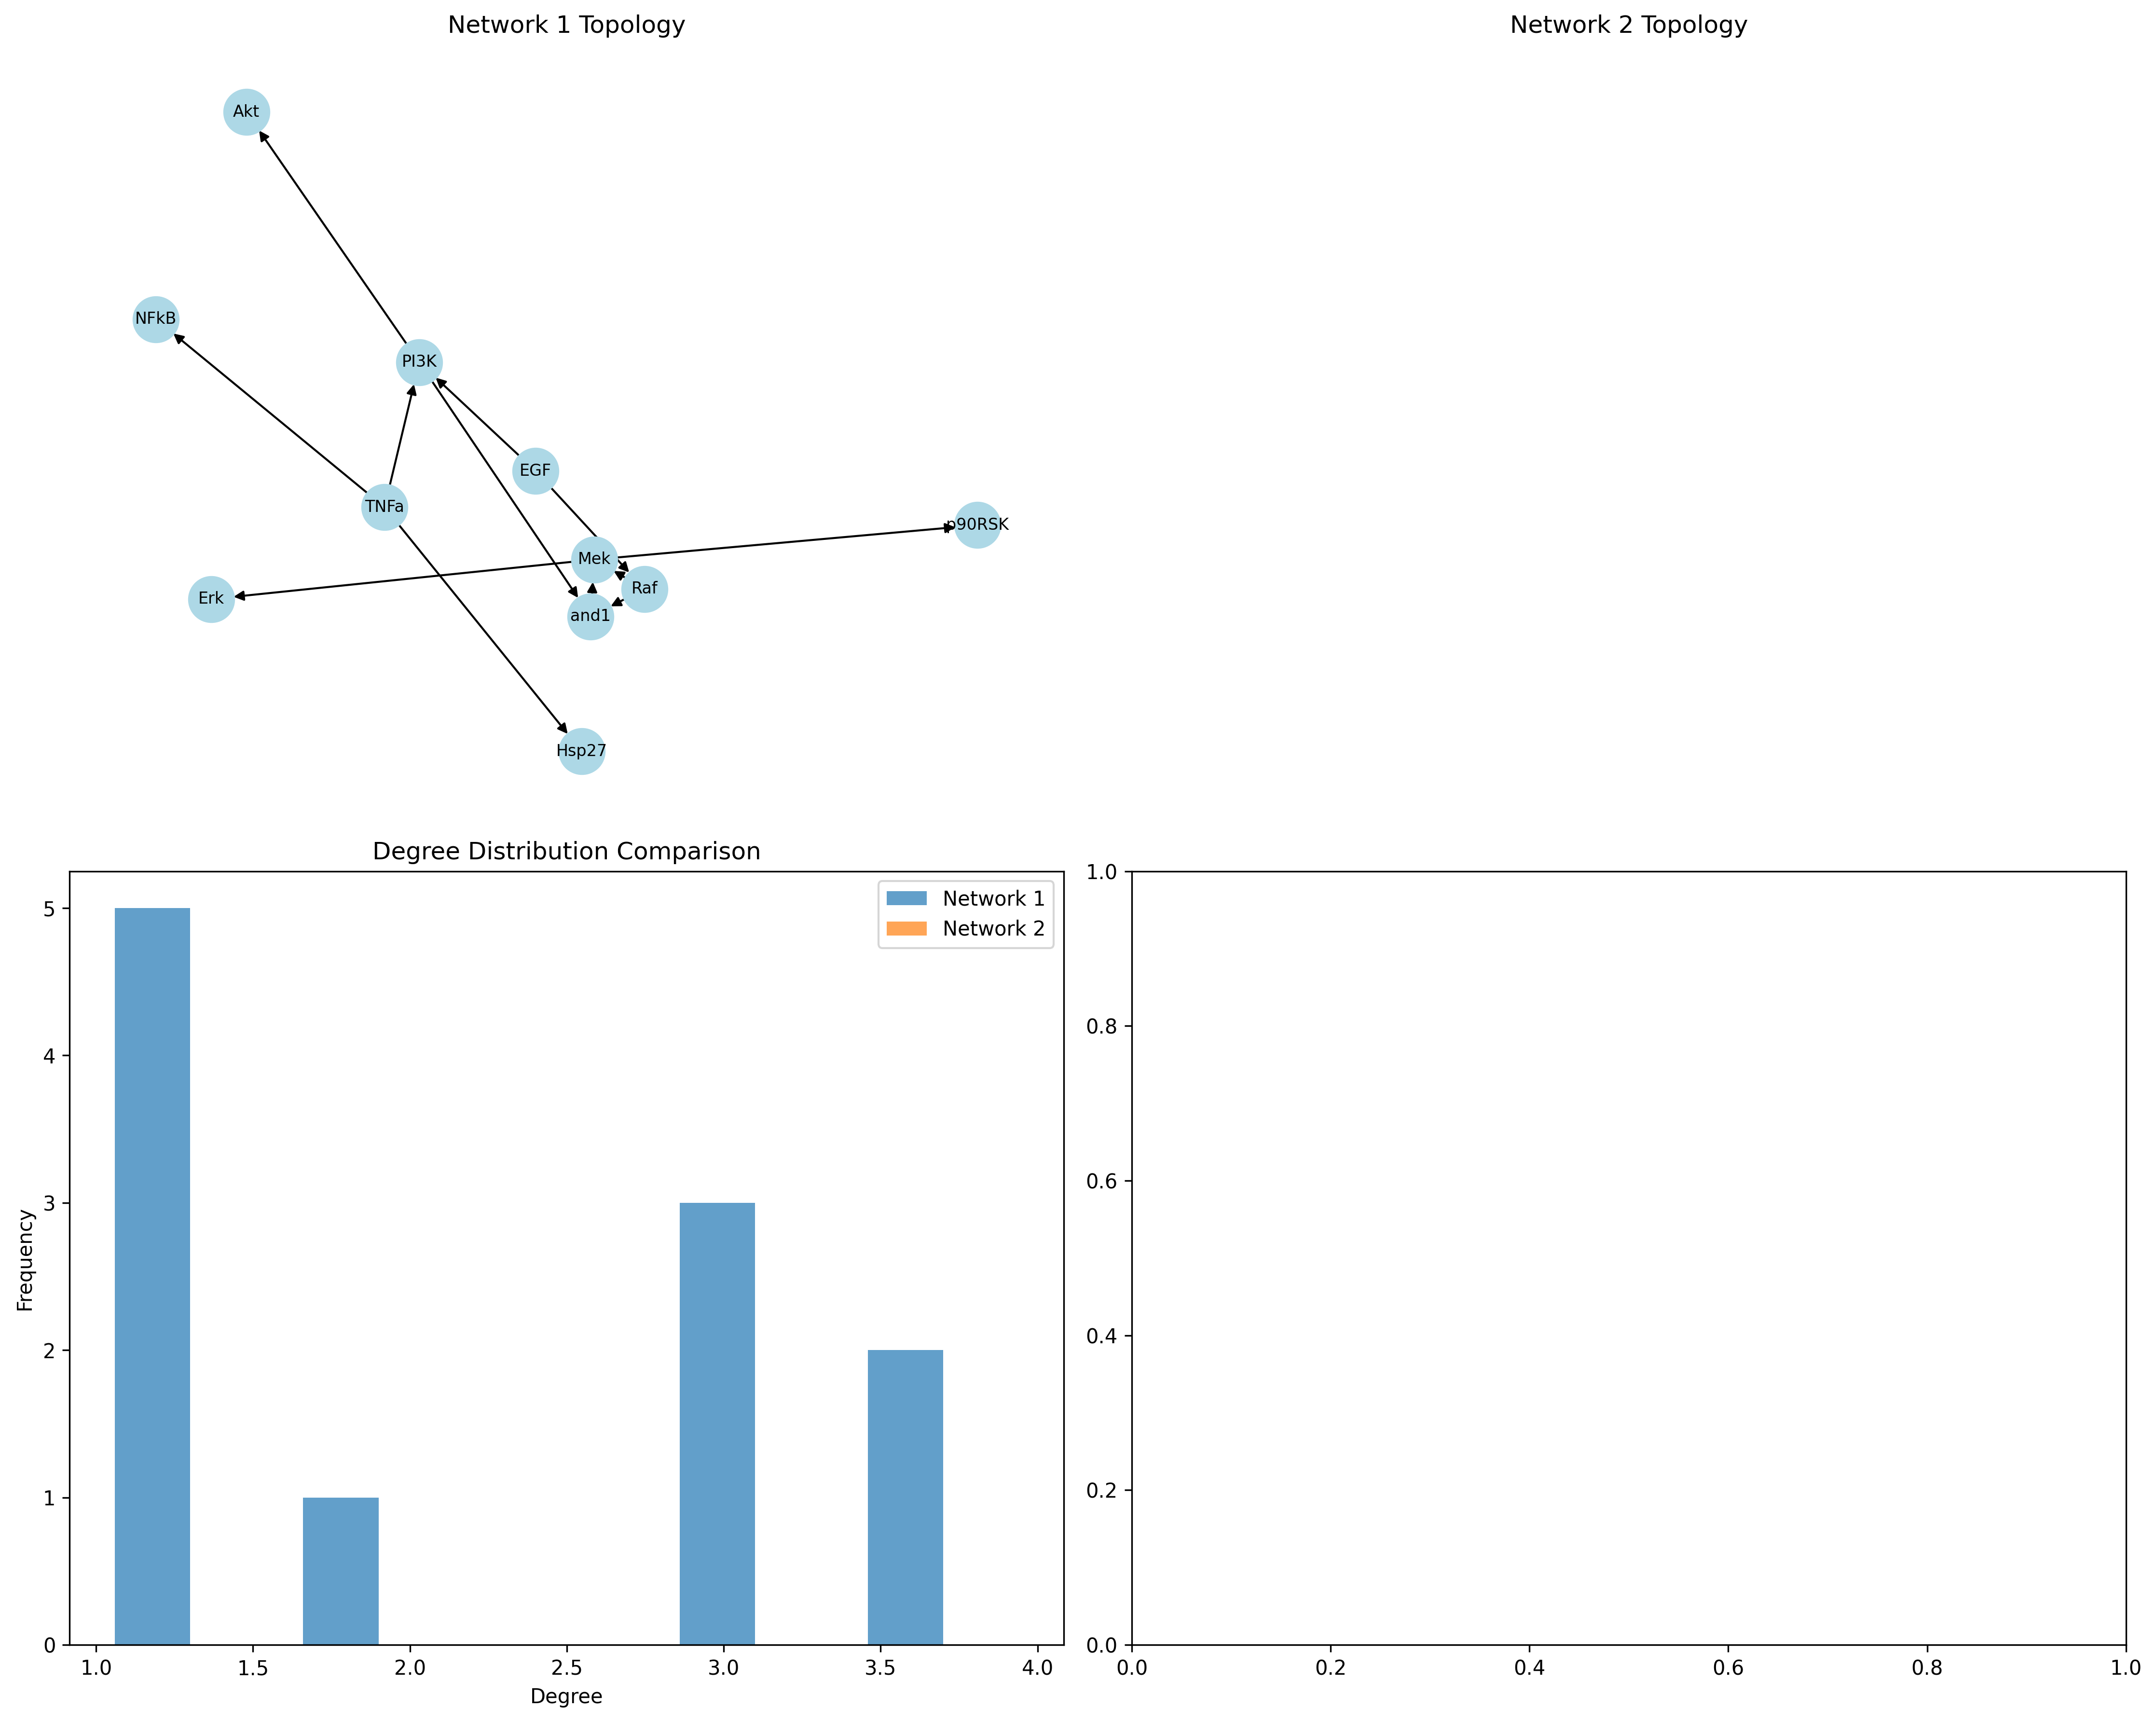 Network 1 Topology
Akt
NFkB
PI3K
EGF
TNFa
p90RSK
Mek
Raf
Erk
and1
Hsp27
Network 2 Topology
Degree Distribution Comparison
Network 1
Network 2
5
4
3
2
1
0
Frequency
1.0 1.5 2.0 2.5 3.0 3.5 4.0
Degree
1.0
0.8
0.6
0.4
0.2
0.0
0.0 0.2 0.4 0.6 0.8 1.0